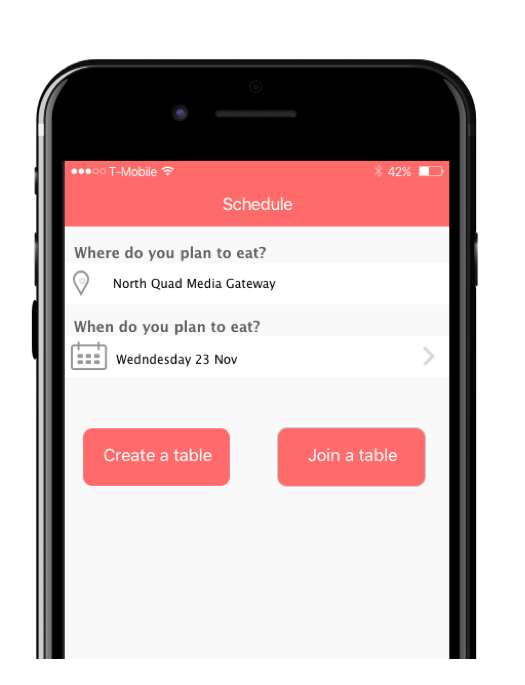 T-Mobile 42%
Schedule
Where do you plan to eat?
North Quad Media Gateway
When do you plan to eat?
Wedndesday 23 Nov
Create a table Join a table